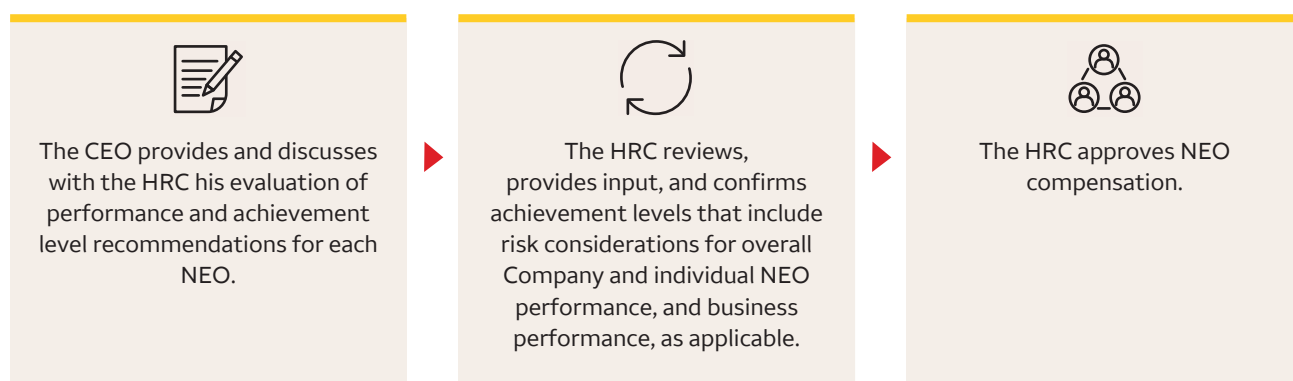 The CEO provides and discusses
with the HRC his evaluation of
performance and achievement
level recommendations for each
NEO.
The HRC reviews,
provides input, and confirms
achievement levels that include
risk considerations for overall
Company and individual NEO
performance, and business
performance, as applicable.
The HRC approves NEO
compensation.